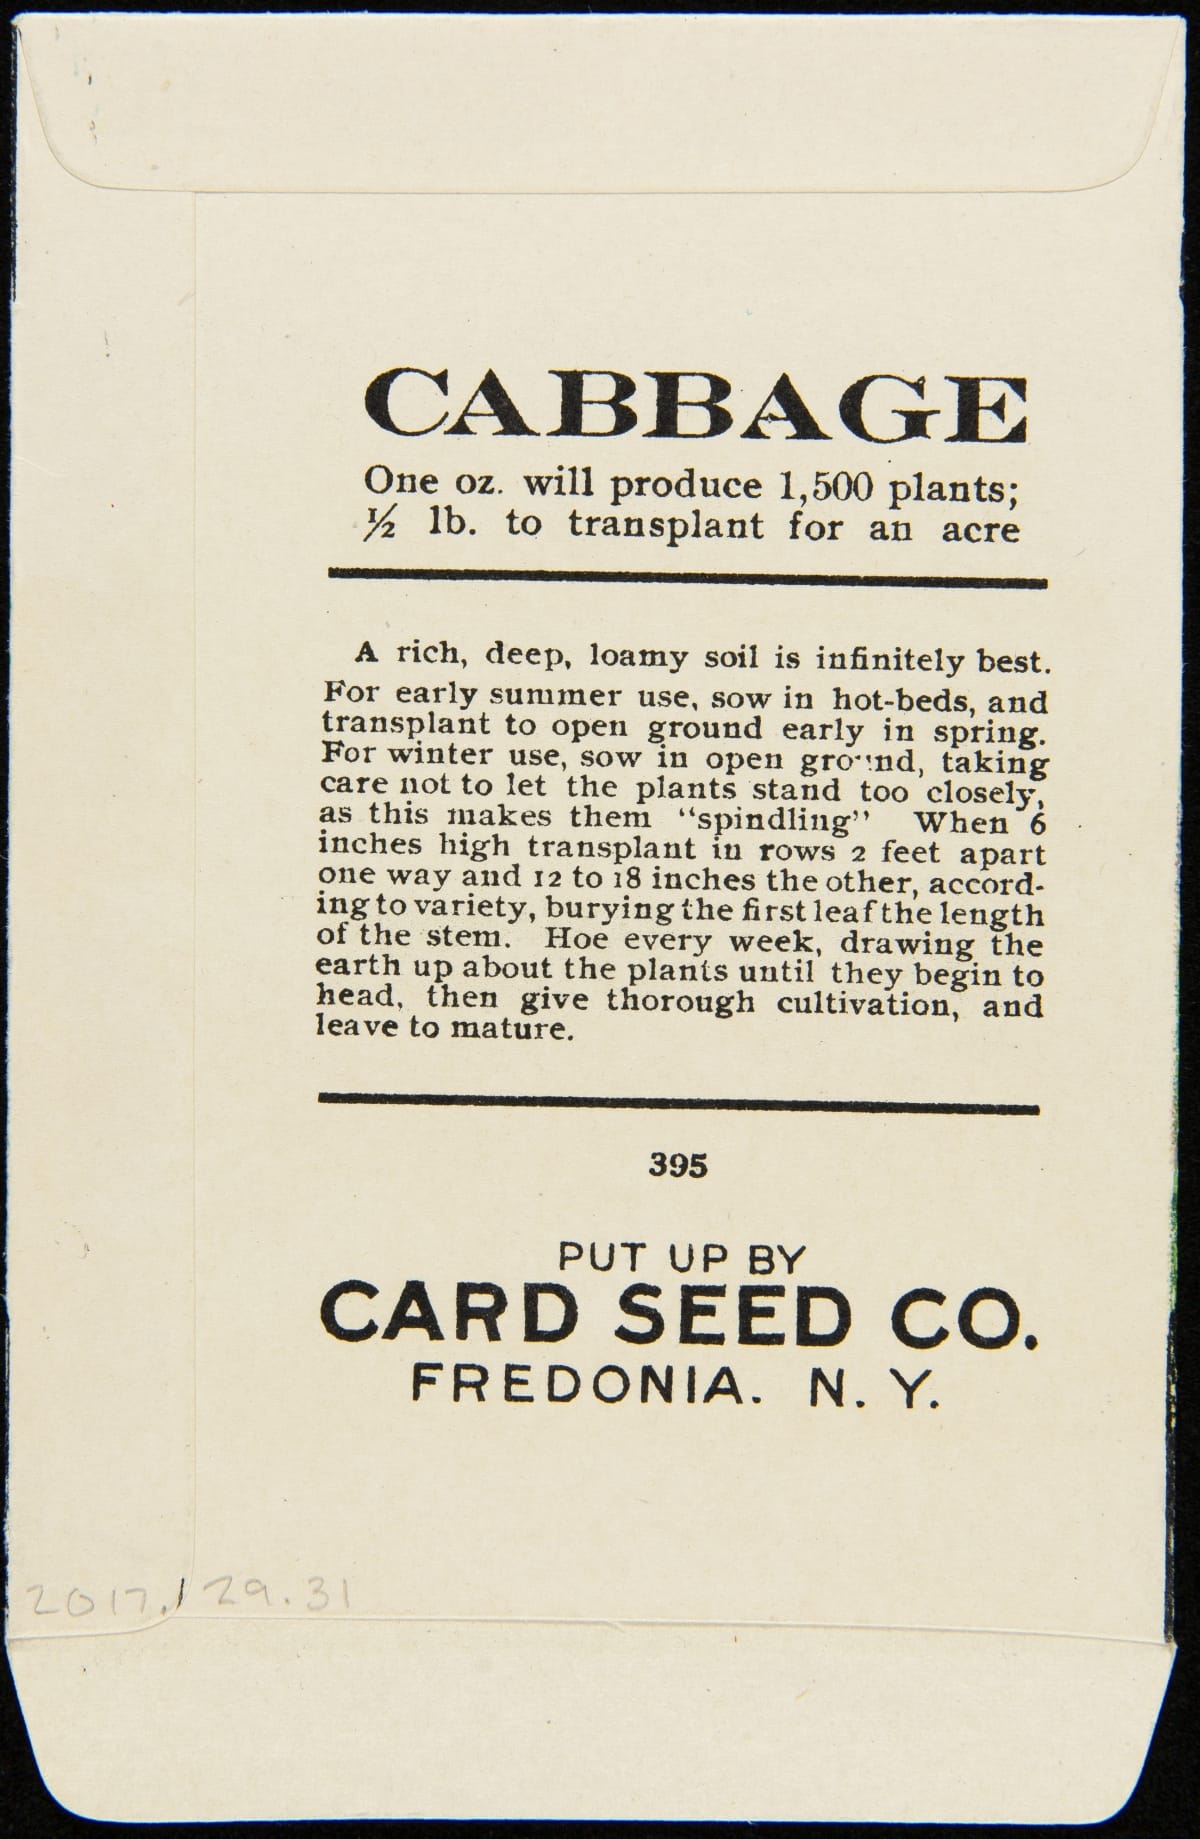 CABBAGE
One oz. will produce 1,500 plants;
½ lb. to transplant for an acre
A rich, deep, loamy soil is infinitely best.
For early summer use, sow in hot-beds, and
transplant to open ground early in spring.
For winter use, sow in open ground, taking
care not to let the plants stand too closely,
as this makes them "spindling" When 6
inches high transplant in rows 2 feet apart
one way and 12 to 18 inches the other, accord-
ing to variety, burying the first leaf the length
of the stem. Hoe every week, drawing the
earth up about the plants until they begin to
head, then give thorough cultivation, and
leave to mature.
395
PUT UP BY
CARD SEED CO.
FREDONIA. N. Y.
2017.129.31